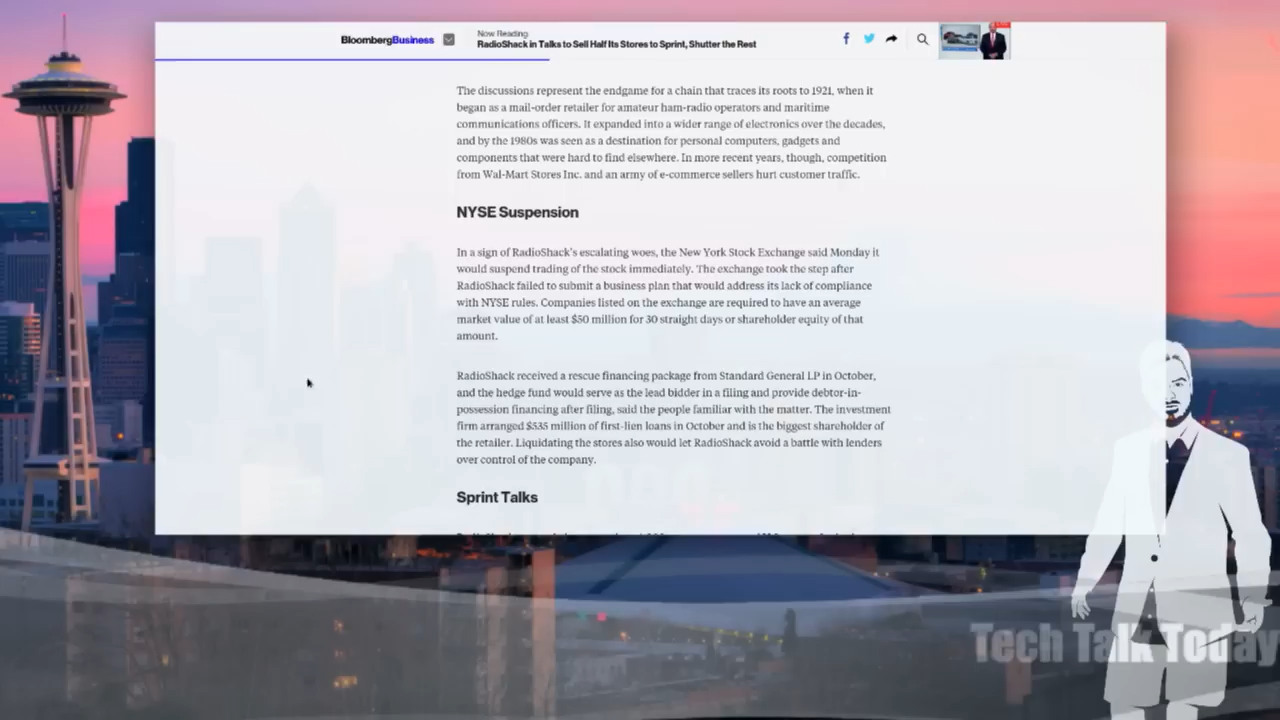 BloombergBusiness
Now Reading
RadioShack in Talks to Sell Half Its Stores to Sprint, Shutter the Rest
The discussions represent the endgame for a chain that traces its roots to 1921, when it
began as a mail-order retailer for amateur ham-radio operators and maritime
communications officers. It expanded into a wider range of electronics over the decades,
and by the 1980s was seen as a destination for personal computers, gadgets and
components that were hard to find elsewhere. In more recent years, though, competition
from Wal-Mart Stores Inc. and an army of e-commerce sellers hurt customer traffic.
NYSE Suspension
In a sign of RadioShack's escalating woes, the New York Stock Exchange said Monday it
would suspend trading of the stock immediately. The exchange took the step after
RadioShack failed to submit a business plan that would address its lack of compliance
with NYSE rules. Companies listed on the exchange are required to have an average
market value of at least $50 million for 30 straight days or shareholder equity of that
amount.
RadioShack received a rescue financing package from Standard General LP in October,
and the hedge fund would serve as the lead bidder in a filing and provide debtor-in-
possession financing after filing, said the people familiar with the matter. The investment
firm arranged $535 million of first-lien loans in October and is the biggest shareholder of
the retailer. Liquidating the stores also would let RadioShack avoid a battle with lenders
over control of the company.
Sprint Talks
Tech Talk Today